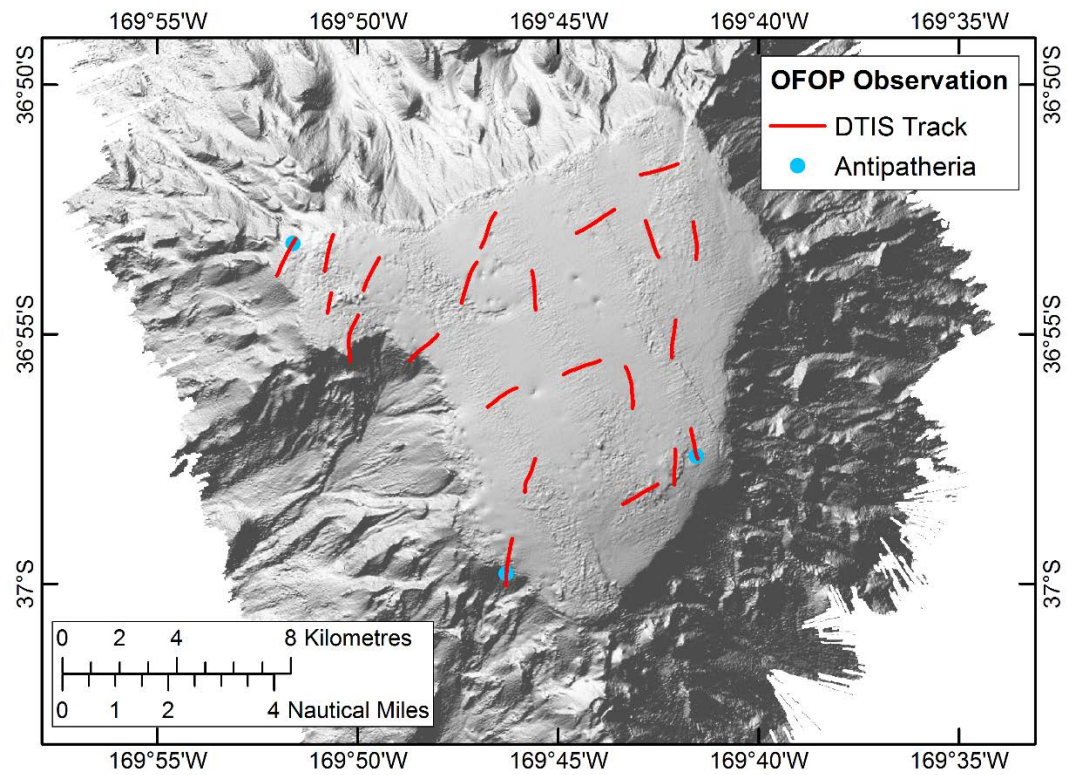 169°55'W 169°50'W 169°45'W 169°40'W 169°35'W
36°50'S 36°50'S
OFOP Observation
DTIS Track
Antipatheria
36°55'S 36°55'S
37°S 37°S
0 2 4 8 Kilometres
0 1 2 4 Nautical Miles
169°55'W 169°50'W 169°45'W 169°40'W 169°35'W